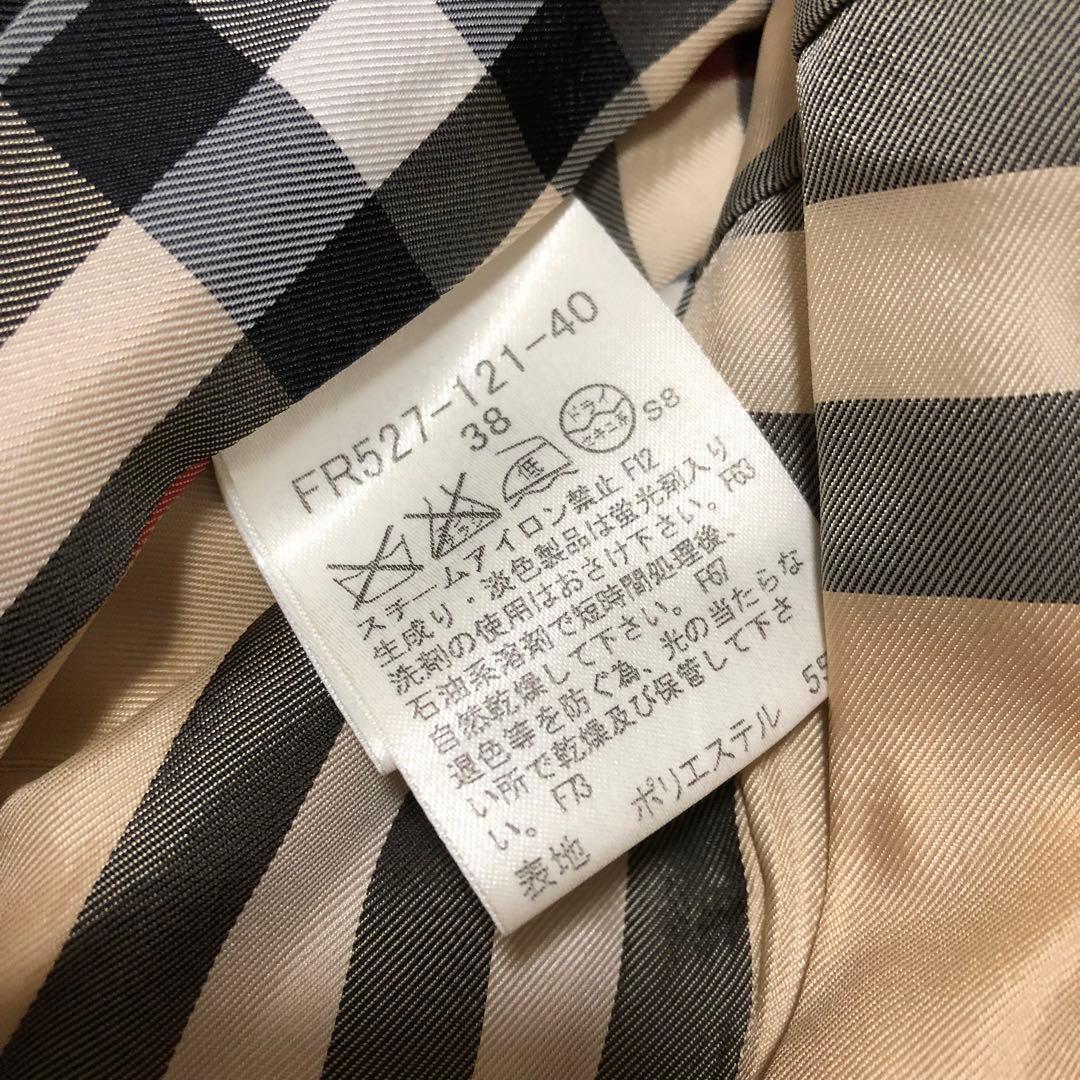 FR527-121-40
38
低 ドライ セキユ系 S8
スチームアイロン禁止 F12
生成り・淡色製品は蛍光剤入り
洗剤の使用はおさけ下さい。F63
石油系溶剤で短時間処理後、
自然乾燥して下さい。F67
退色等を防ぐ為、光の当たらな
い所で乾燥及び保管して下さ
い。F73
表地 ポリエステル 55